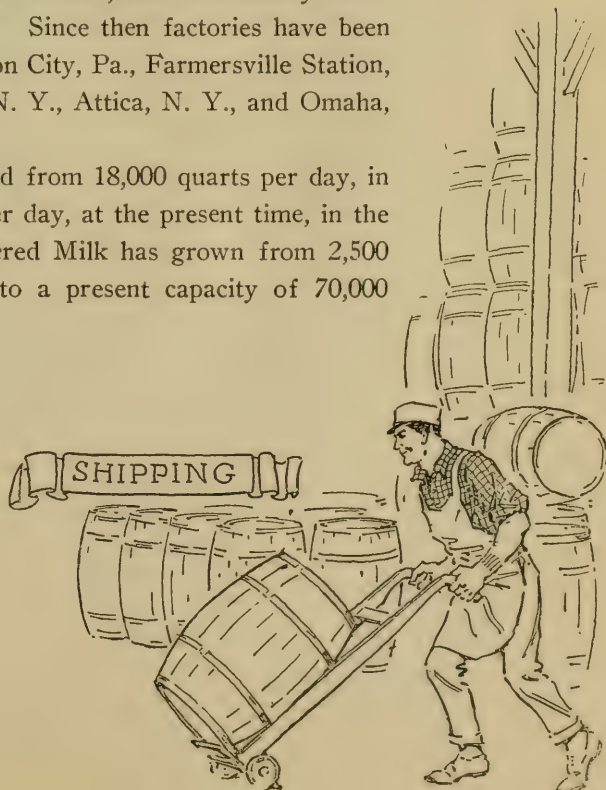 Since then factories have been
on City, Pa., Farmersville Station,
N. Y., Attica, N. Y., and Omaha,
d from 18,000 quarts per day, in
er day, at the present time, in the
ered Milk has grown from 2,500
to a present capacity of 70,000
SHIPPING